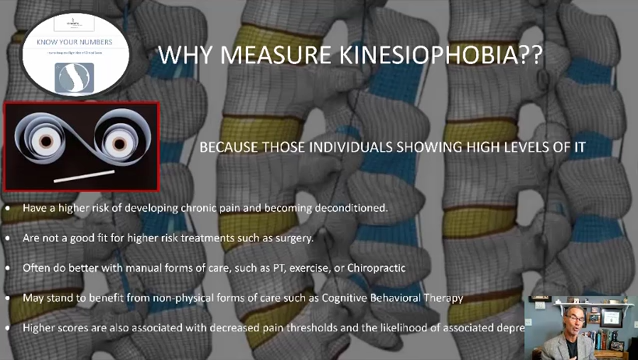 KNOW YOUR NUMBERS
WHY MEASURE KINESIOPHOBIA??
BECAUSE THOSE INDIVIDUALS SHOWING HIGH LEVELS OF IT
• Have a higher risk of developing chronic pain and becoming deconditioned.
• Are not a good fit for higher risk treatments such as surgery.
• Often do better with manual forms of care, such as PT, exercise, or Chiropractic
• May stand to benefit from non-physical forms of care such as Cognitive Behavioral Therapy
• Higher scores are also associated with decreased pain thresholds and the likelihood of associated depre